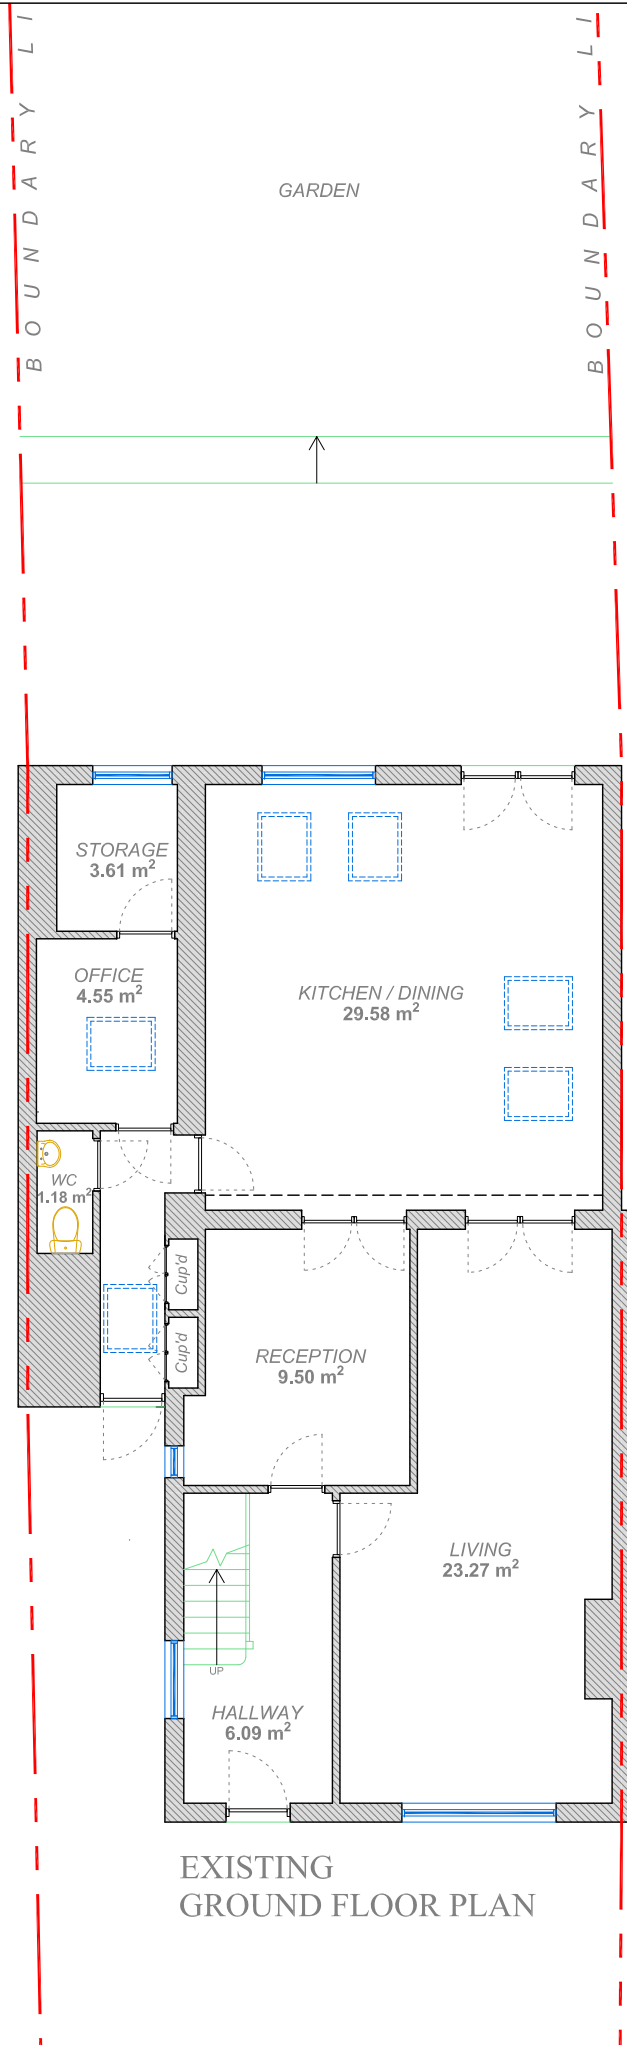 BOUNDARY LI
BOUNDARY LI
GARDEN
STORAGE
3.61 m²
OFFICE
4.55 m²
KITCHEN / DINING
29.58 m²
WC
1.18 m²
Cup'd
Cup'd
RECEPTION
9.50 m²
LIVING
23.27 m²
UP
HALLWAY
6.09 m²
EXISTING
GROUND FLOOR PLAN